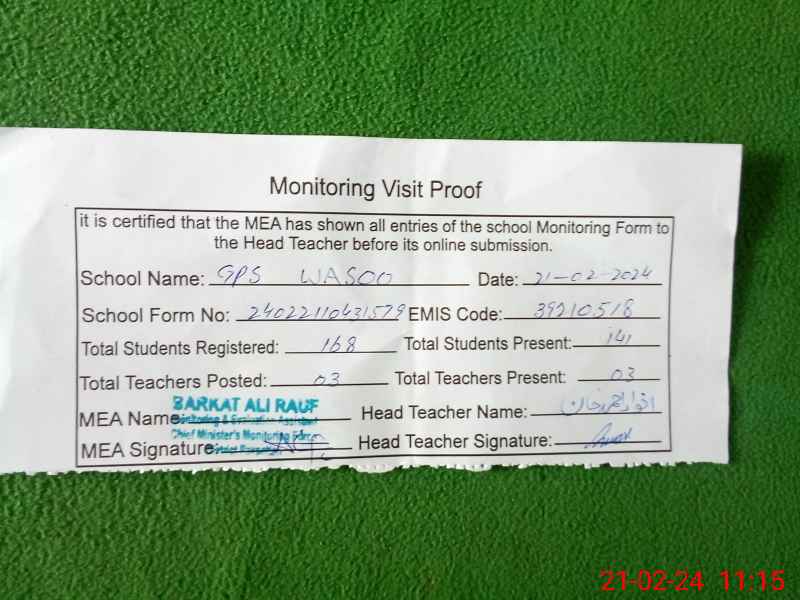 Monitoring Visit Proof
it is certified that the MEA has shown all entries of the school Monitoring Form to
the Head Teacher before its online submission.
School Name: GPS WASOO Date: 21-02-2024
School Form No: 24022110431579 EMIS Code: 39210518
Total Students Registered: 168 Total Students Present: 141
Total Teachers Posted: 03 Total Teachers Present: 03
BARKAT ALI RAUF
MEA Name Head Teacher Name: خان
Monitoring & Evaluation Assistant
Chief Minister's Monitoring Force
MEA Signature Head Teacher Signature:
21-02-24 11:15